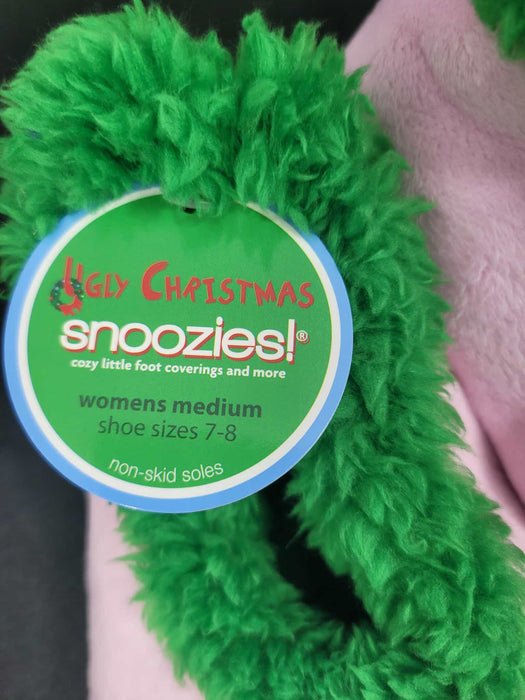 Ugly Christmas
snoozies!®
cozy little foot coverings and more
womens medium
shoe sizes 7-8
non-skid soles